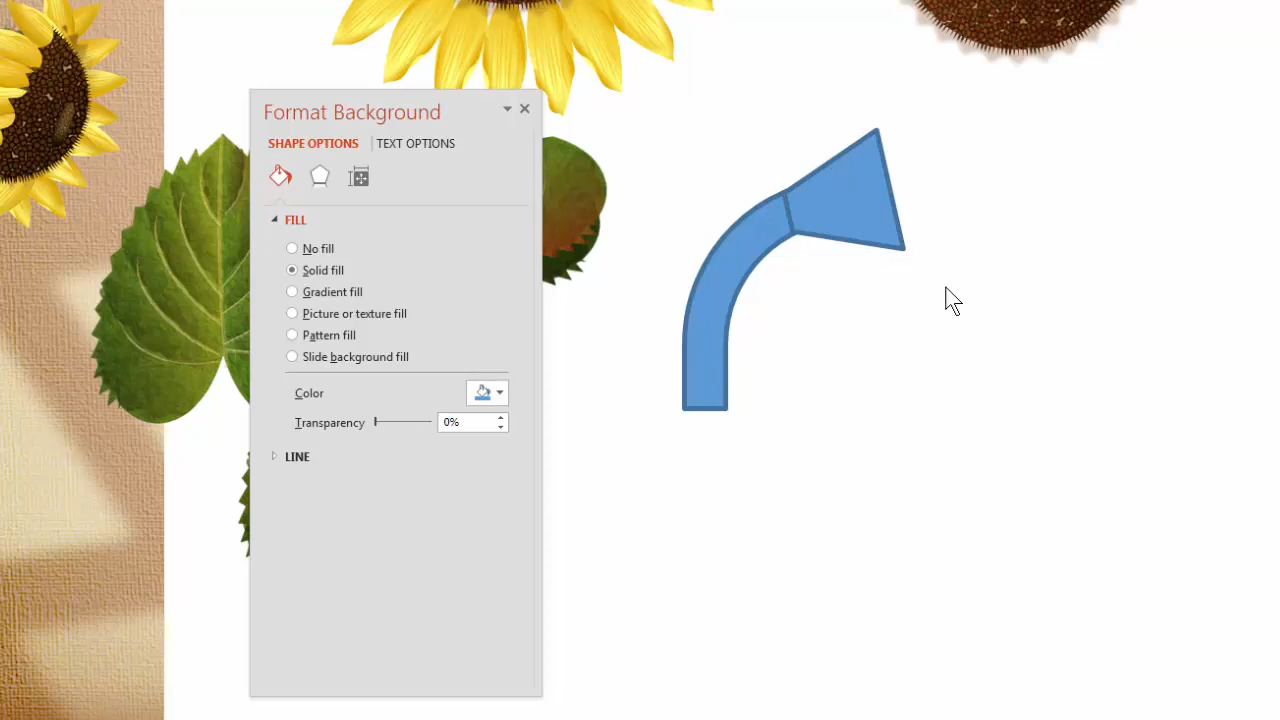 Format Background
SHAPE OPTIONS TEXT OPTIONS
FILL
No fill
Solid fill
Gradient fill
Picture or texture fill
Pattern fill
Slide background fill
Color
Transparency 0%
LINE